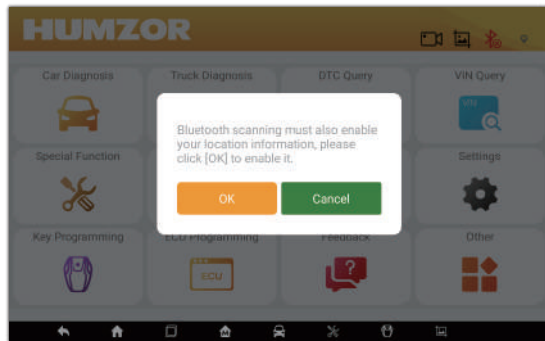 HUMZOR
Car Diagnosis
Truck Diagnosis
DTC Query
VIN Query
VIN
Bluetooth scanning must also enable
your location information, please
click [OK] to enable it.
OK
Cancel
Special Function
Settings
Key Programming
ECU Programming
Feedback
Other
ECU
?